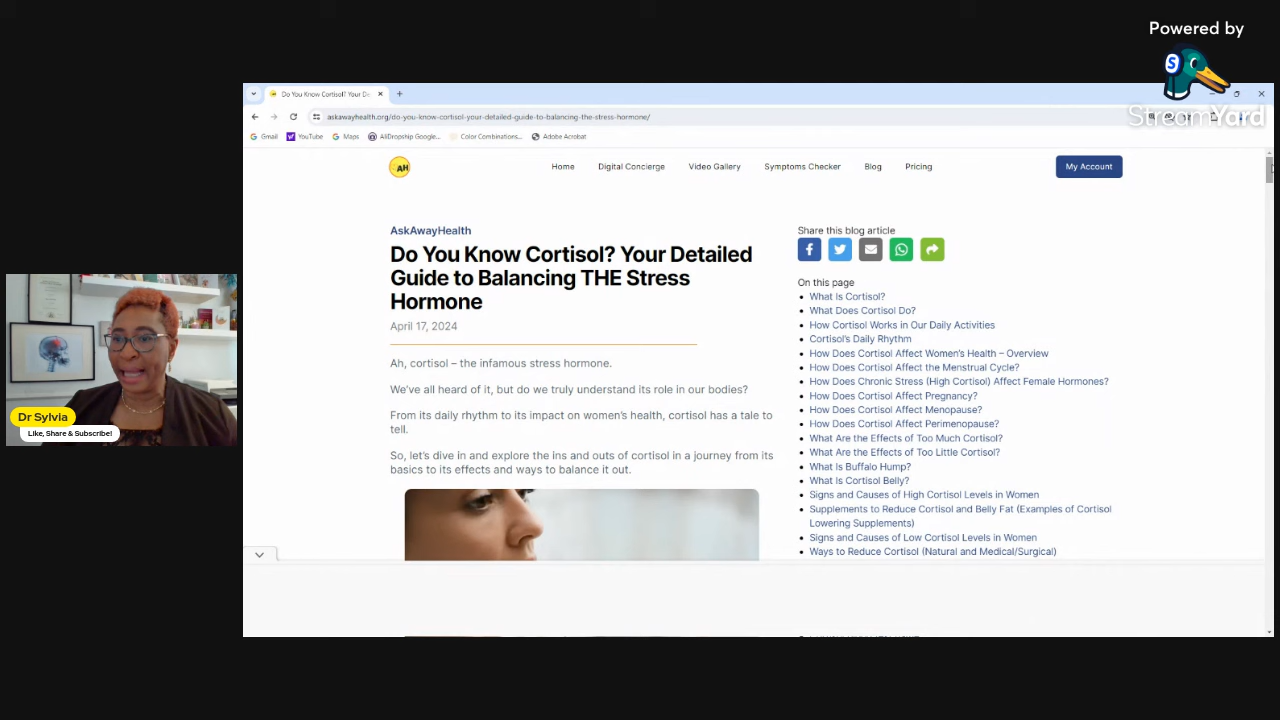 Powered by
StreamYard
Do You Know Cortisol? Your De
askawayhealth.org/do-you-know-cortisol-your-detailed-guide-to-balancing-the-stress-hormone/
Gmail
YouTube
Maps
AliDropship Google...
Color Combinations...
Adobe Acrobat
AH
Home
Digital Concierge
Video Gallery
Symptoms Checker
Blog
Pricing
My Account
AskAwayHealth
Do You Know Cortisol? Your Detailed
Guide to Balancing THE Stress
Hormone
April 17, 2024
Ah, cortisol – the infamous stress hormone.
We've all heard of it, but do we truly understand its role in our bodies?
From its daily rhythm to its impact on women's health, cortisol has a tale to
tell.
So, let's dive in and explore the ins and outs of cortisol in a journey from its
basics to its effects and ways to balance it out.
Share this blog article
On this page
What Is Cortisol?
What Does Cortisol Do?
How Cortisol Works in Our Daily Activities
Cortisol's Daily Rhythm
How Does Cortisol Affect Women's Health – Overview
How Does Cortisol Affect the Menstrual Cycle?
How Does Chronic Stress (High Cortisol) Affect Female Hormones?
How Does Cortisol Affect Pregnancy?
How Does Cortisol Affect Menopause?
How Does Cortisol Affect Perimenopause?
What Are the Effects of Too Much Cortisol?
What Are the Effects of Too Little Cortisol?
What Is Buffalo Hump?
What Is Cortisol Belly?
Signs and Causes of High Cortisol Levels in Women
Supplements to Reduce Cortisol and Belly Fat (Examples of Cortisol
Lowering Supplements)
Signs and Causes of Low Cortisol Levels in Women
Ways to Reduce Cortisol (Natural and Medical/Surgical)
Dr Sylvia
Like, Share & Subscribe!